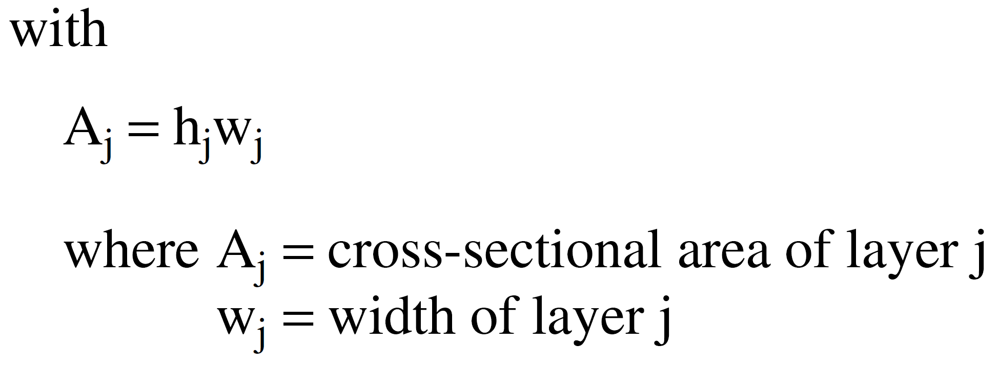 with
Aⱼ = hⱼwⱼ
where Aⱼ = cross-sectional area of layer j
wⱼ = width of layer j